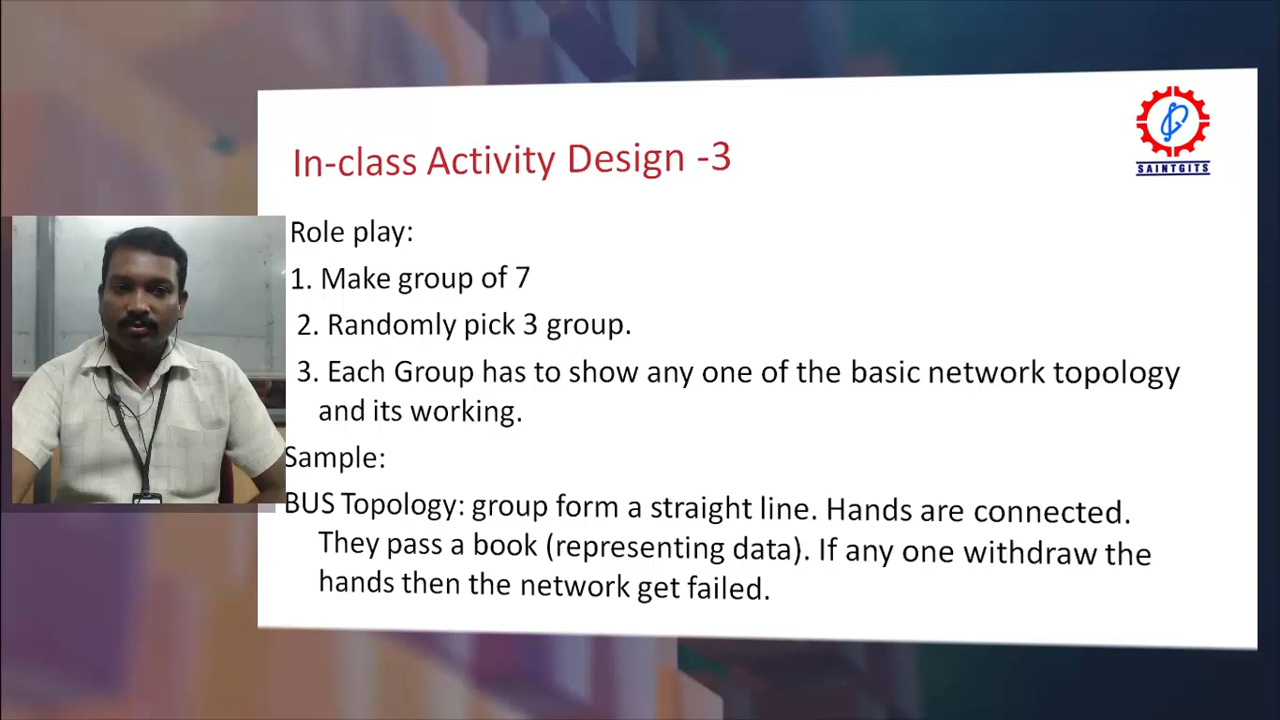 In-class Activity Design -3
SAINTGITS
Role play:
1. Make group of 7
2. Randomly pick 3 group.
3. Each Group has to show any one of the basic network topology
and its working.
Sample:
BUS Topology: group form a straight line. Hands are connected.
They pass a book (representing data). If any one withdraw the
hands then the network get failed.